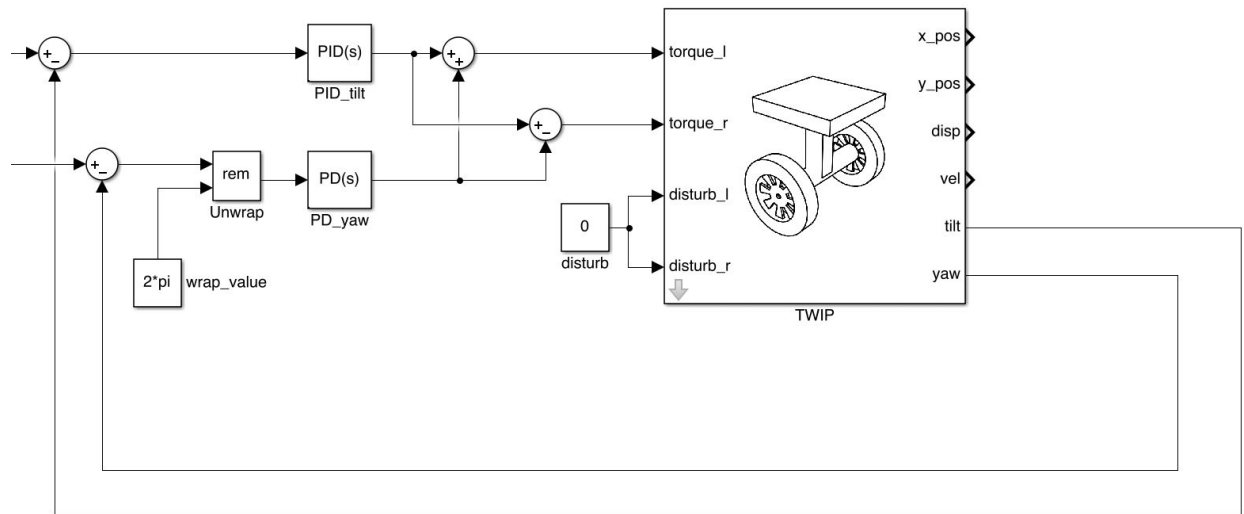 PID(s)
PID_tilt
rem
Unwrap
PD(s)
PD_yaw
2*pi
wrap_value
0
disturb
torque_l
torque_r
disturb_l
disturb_r
x_pos
y_pos
disp
vel
tilt
yaw
TWIP